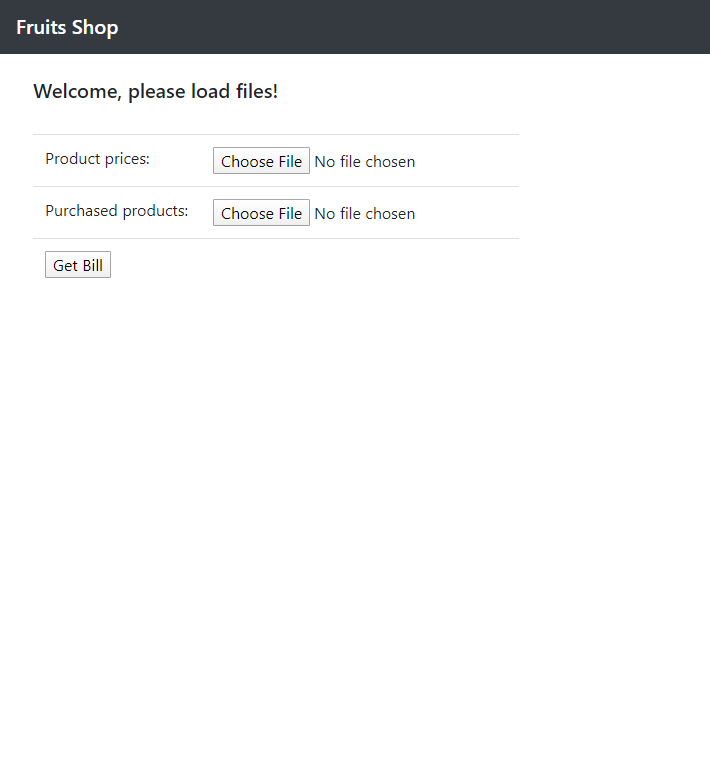 Fruits Shop
Welcome, please load files!
Product prices: Choose File No file chosen
Purchased products: Choose File No file chosen
Get Bill